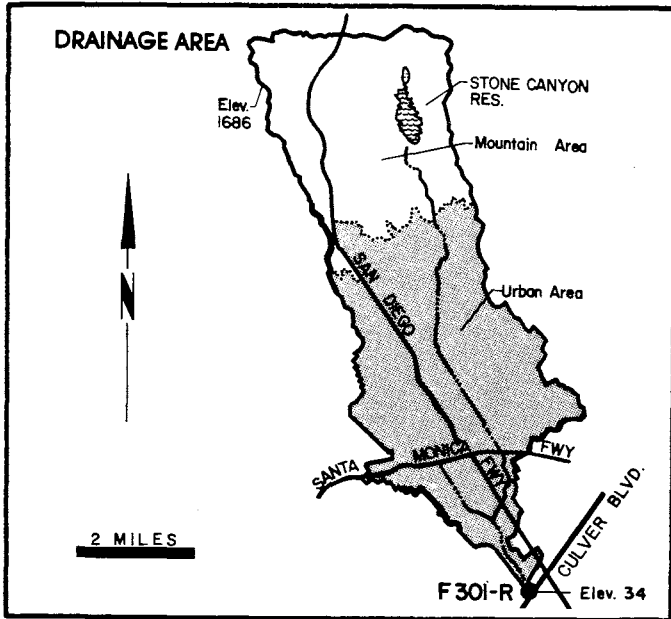 DRAINAGE AREA
Elev.
1686
STONE CANYON
RES.
Mountain Area
N
SAN DIEGO FWY
Urban Area
SANTA MONICA FWY
CULVER BLVD.
2 MILES
F 301-R
Elev. 34